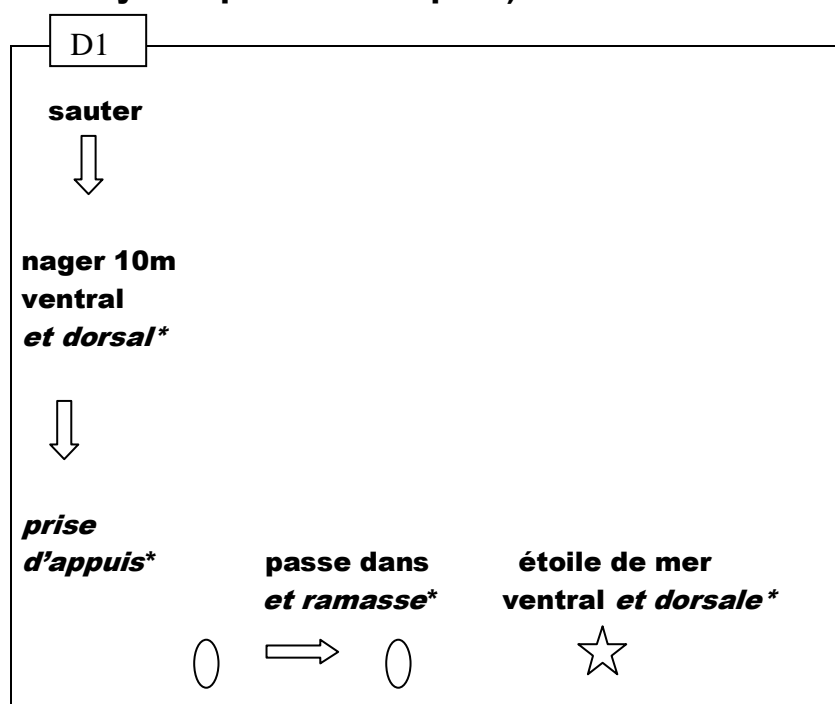 D1
sauter
nager 10m
ventral
et dorsal*
prise
d'appuis*
passe dans
et ramasse*
étoile de mer
ventral et dorsale*